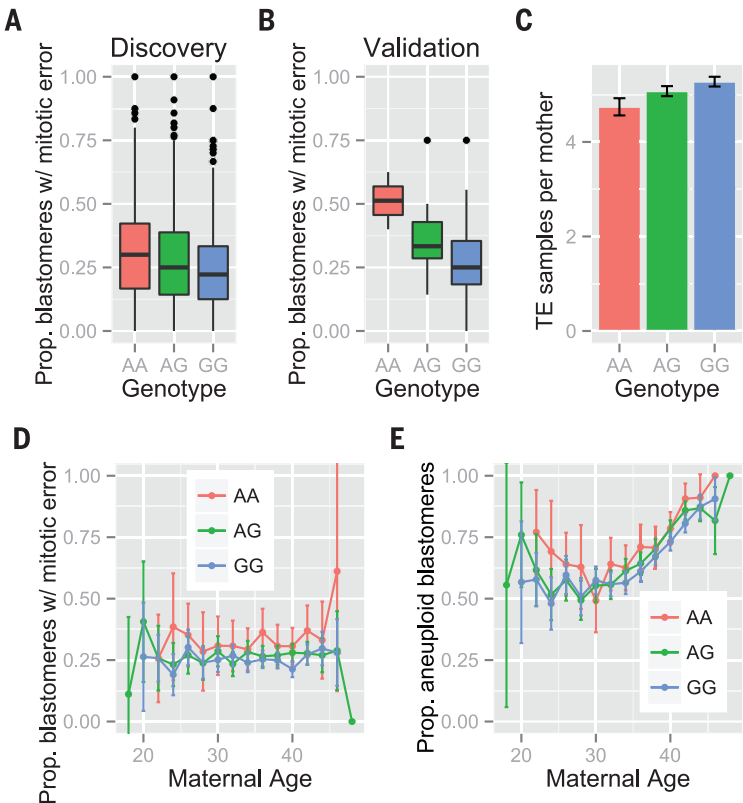 A
Discovery
Prop. blastomeres w/ mitotic error
1.00
0.75
0.50
0.25
0.00
AA AG GG
Genotype
B
Validation
Prop. blastomeres w/ mitotic error
1.00
0.75
0.50
0.25
0.00
AA AG GG
Genotype
C
TE samples per mother
4
2
0
AA AG GG
Genotype
D
Prop. blastomeres w/ mitotic error
1.00
0.75
0.50
0.25
0.00
AA
AG
GG
20 30 40
Maternal Age
E
Prop. aneuploid blastomeres
1.00
0.75
0.50
0.25
0.00
AA
AG
GG
20 30 40
Maternal Age